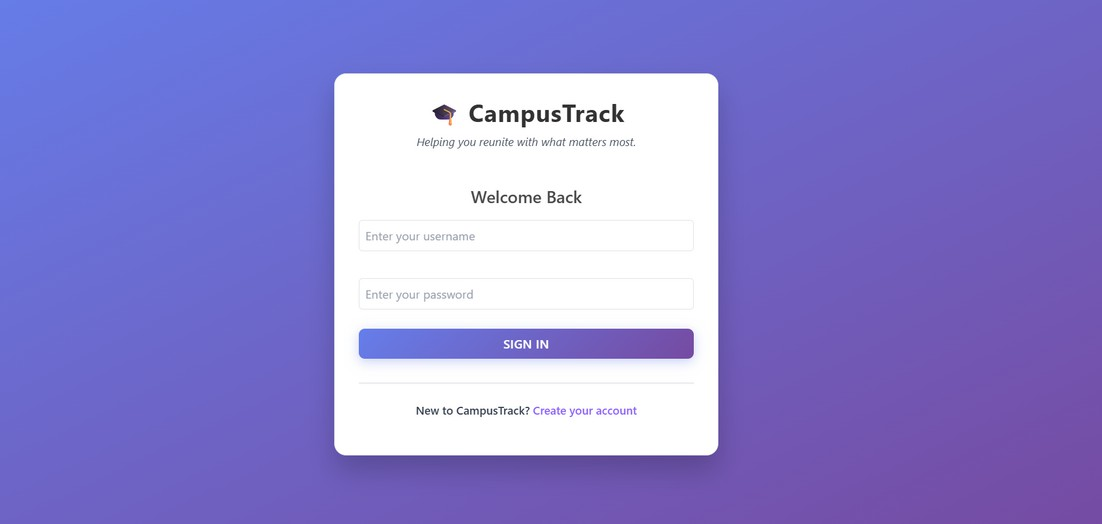 CampusTrack
Helping you reunite with what matters most.
Welcome Back
Enter your username
Enter your password
SIGN IN
New to CampusTrack? Create your account